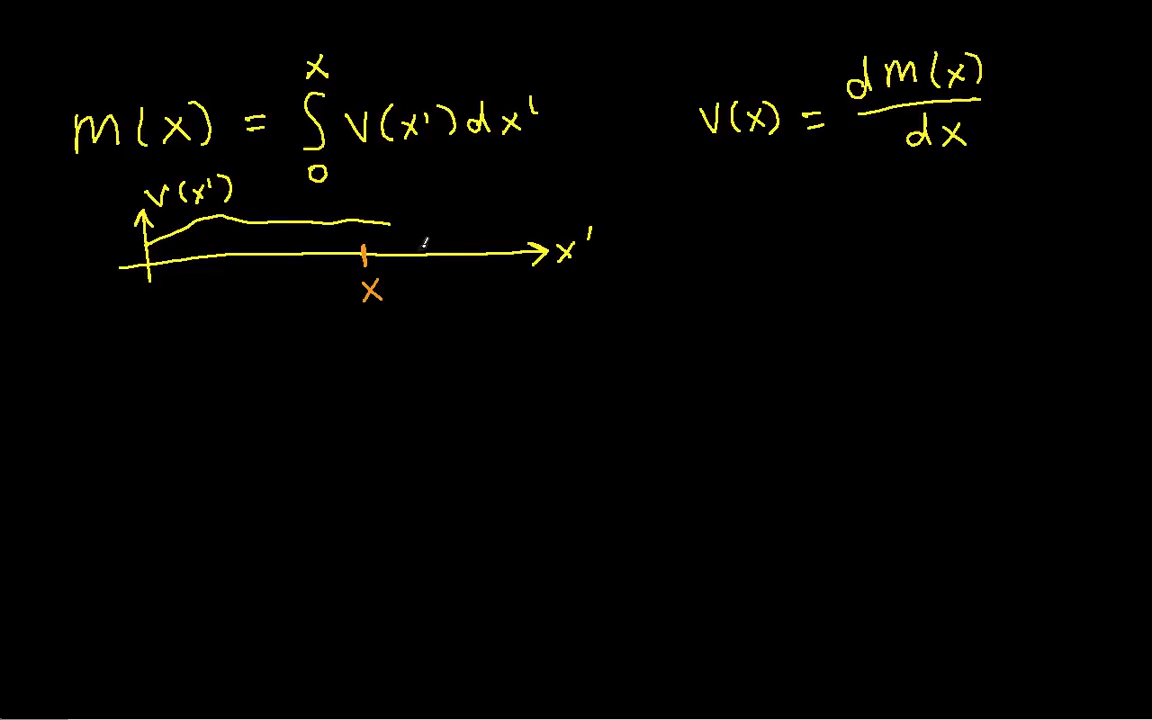 m(x) = ∫₀ˣ v(x')dx'
v(x) = dm(x)/dx
v(x')
x'
x